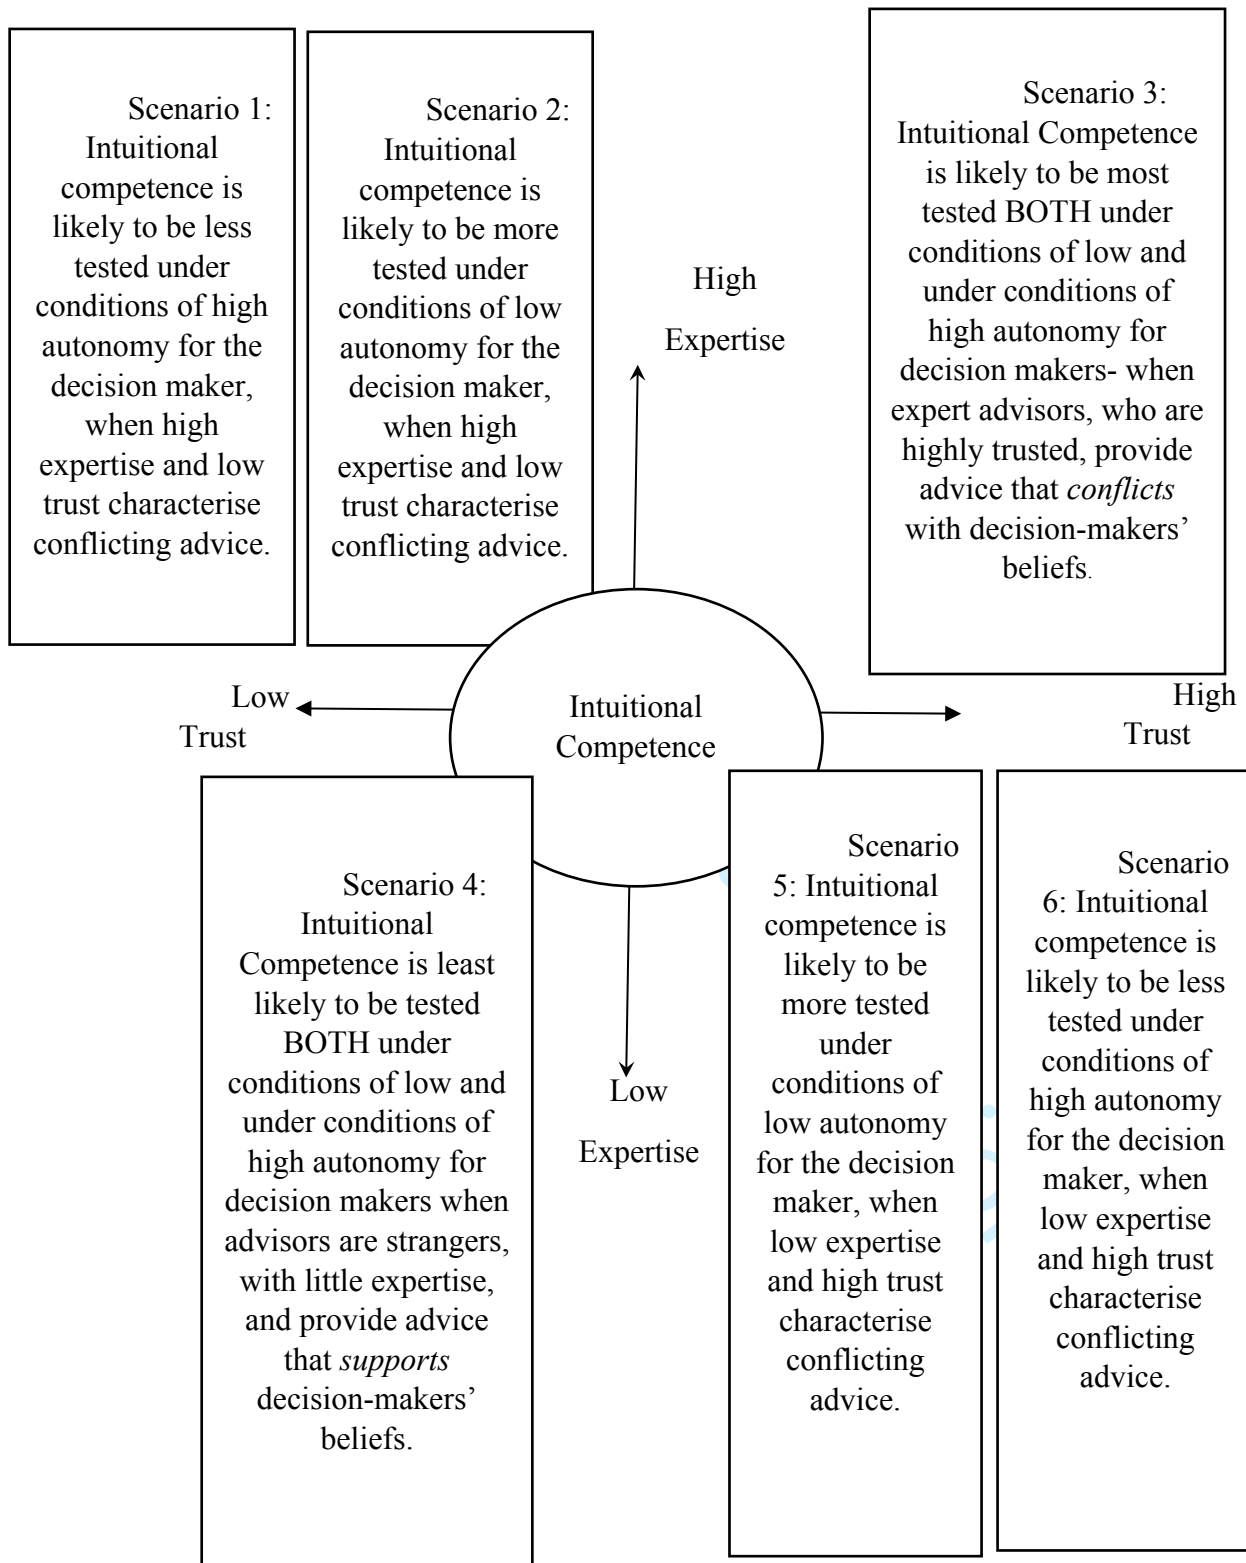 Scenario 1:
Intuitional
competence is
likely to be less
tested under
conditions of high
autonomy for the
decision maker,
when high
expertise and low
trust characterise
conflicting advice.
Scenario 2:
Intuitional
competence is
likely to be more
tested under
conditions of low
autonomy for the
decision maker,
when high
expertise and low
trust characterise
conflicting advice.
High
Expertise
Scenario 3:
Intuitional Competence
is likely to be most
tested BOTH under
conditions of low and
under conditions of
high autonomy for
decision makers- when
expert advisors, who are
highly trusted, provide
advice that conflicts
with decision-makers’
beliefs.
Low
Trust
Intuitional
Competence
High
Trust
Scenario 4:
Intuitional
Competence is least
likely to be tested
BOTH under
conditions of low and
under conditions of
high autonomy for
decision makers when
advisors are strangers,
with little expertise,
and provide advice
that supports
decision-makers’
beliefs.
Low
Expertise
Scenario
5: Intuitional
competence is
likely to be
more tested
under
conditions of
low autonomy
for the decision
maker, when
low expertise
and high trust
characterise
conflicting
advice.
Scenario
6: Intuitional
competence is
likely to be less
tested under
conditions of
high autonomy
for the decision
maker, when
low expertise
and high trust
characterise
conflicting
advice.